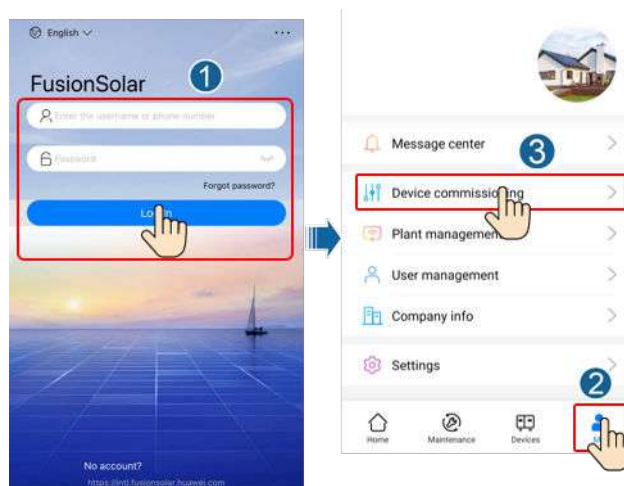 English
FusionSolar
1
Enter the username or phone number
Password
Forgot password?
Log In
No account?
https://intl.fusionsolar.huawei.com
Message center
3
Device commissioning
Plant management
User management
Company info
Settings
2
Home
Maintenance
Devices